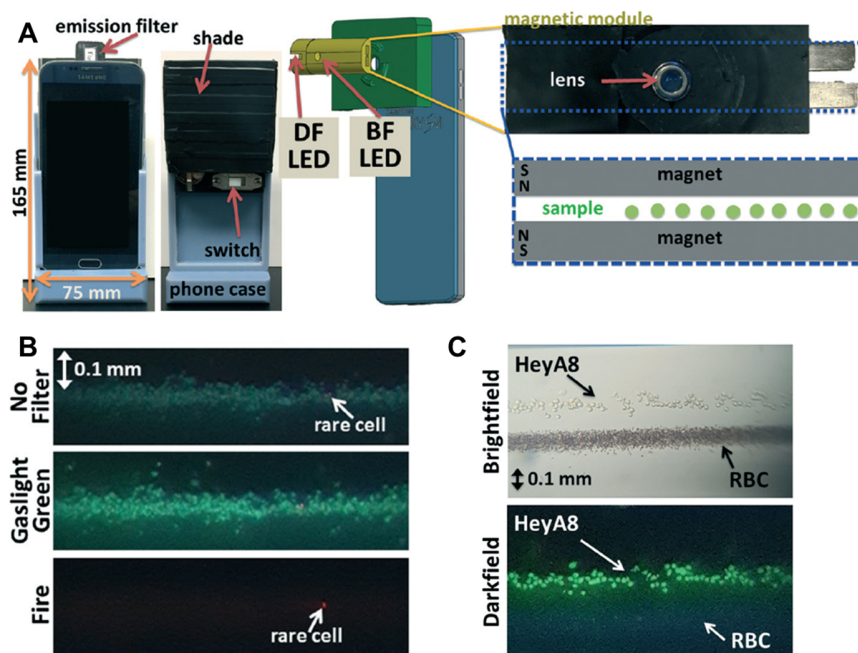 A
emission filter
SAMSUNG
165 mm
75 mm
shade
switch
phone case
magnetic module
DF
LED
BF
LED
lens
S
N
magnet
sample
N
S
magnet
B
No
Filter
0.1 mm
rare cell
Gaslight
Green
Fire
rare cell
C
Brightfield
HeyA8
RBC
0.1 mm
Darkfield
HeyA8
RBC